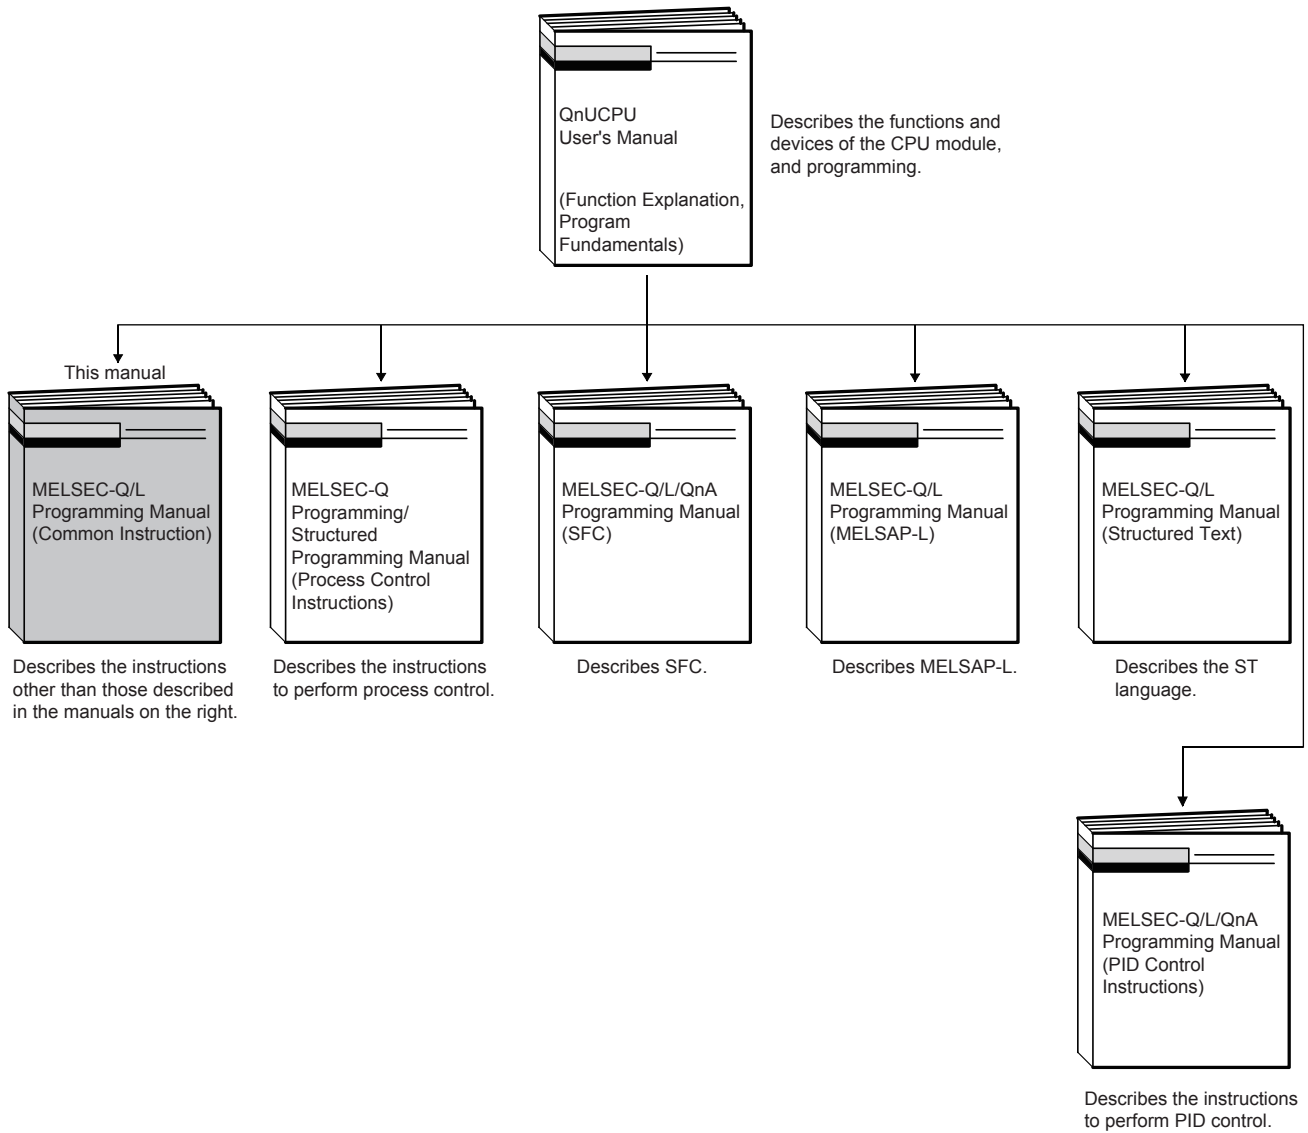 QnUCPU
User's Manual
(Function Explanation,
Program
Fundamentals)
Describes the functions and
devices of the CPU module,
and programming.
This manual
MELSEC-Q/L
Programming Manual
(Common Instruction)
Describes the instructions
other than those described
in the manuals on the right.
MELSEC-Q
Programming/
Structured
Programming Manual
(Process Control
Instructions)
Describes the instructions
to perform process control.
MELSEC-Q/L/QnA
Programming Manual
(SFC)
Describes SFC.
MELSEC-Q/L
Programming Manual
(MELSAP-L)
Describes MELSAP-L.
MELSEC-Q/L
Programming Manual
(Structured Text)
Describes the ST
language.
MELSEC-Q/L/QnA
Programming Manual
(PID Control
Instructions)
Describes the instructions
to perform PID control.